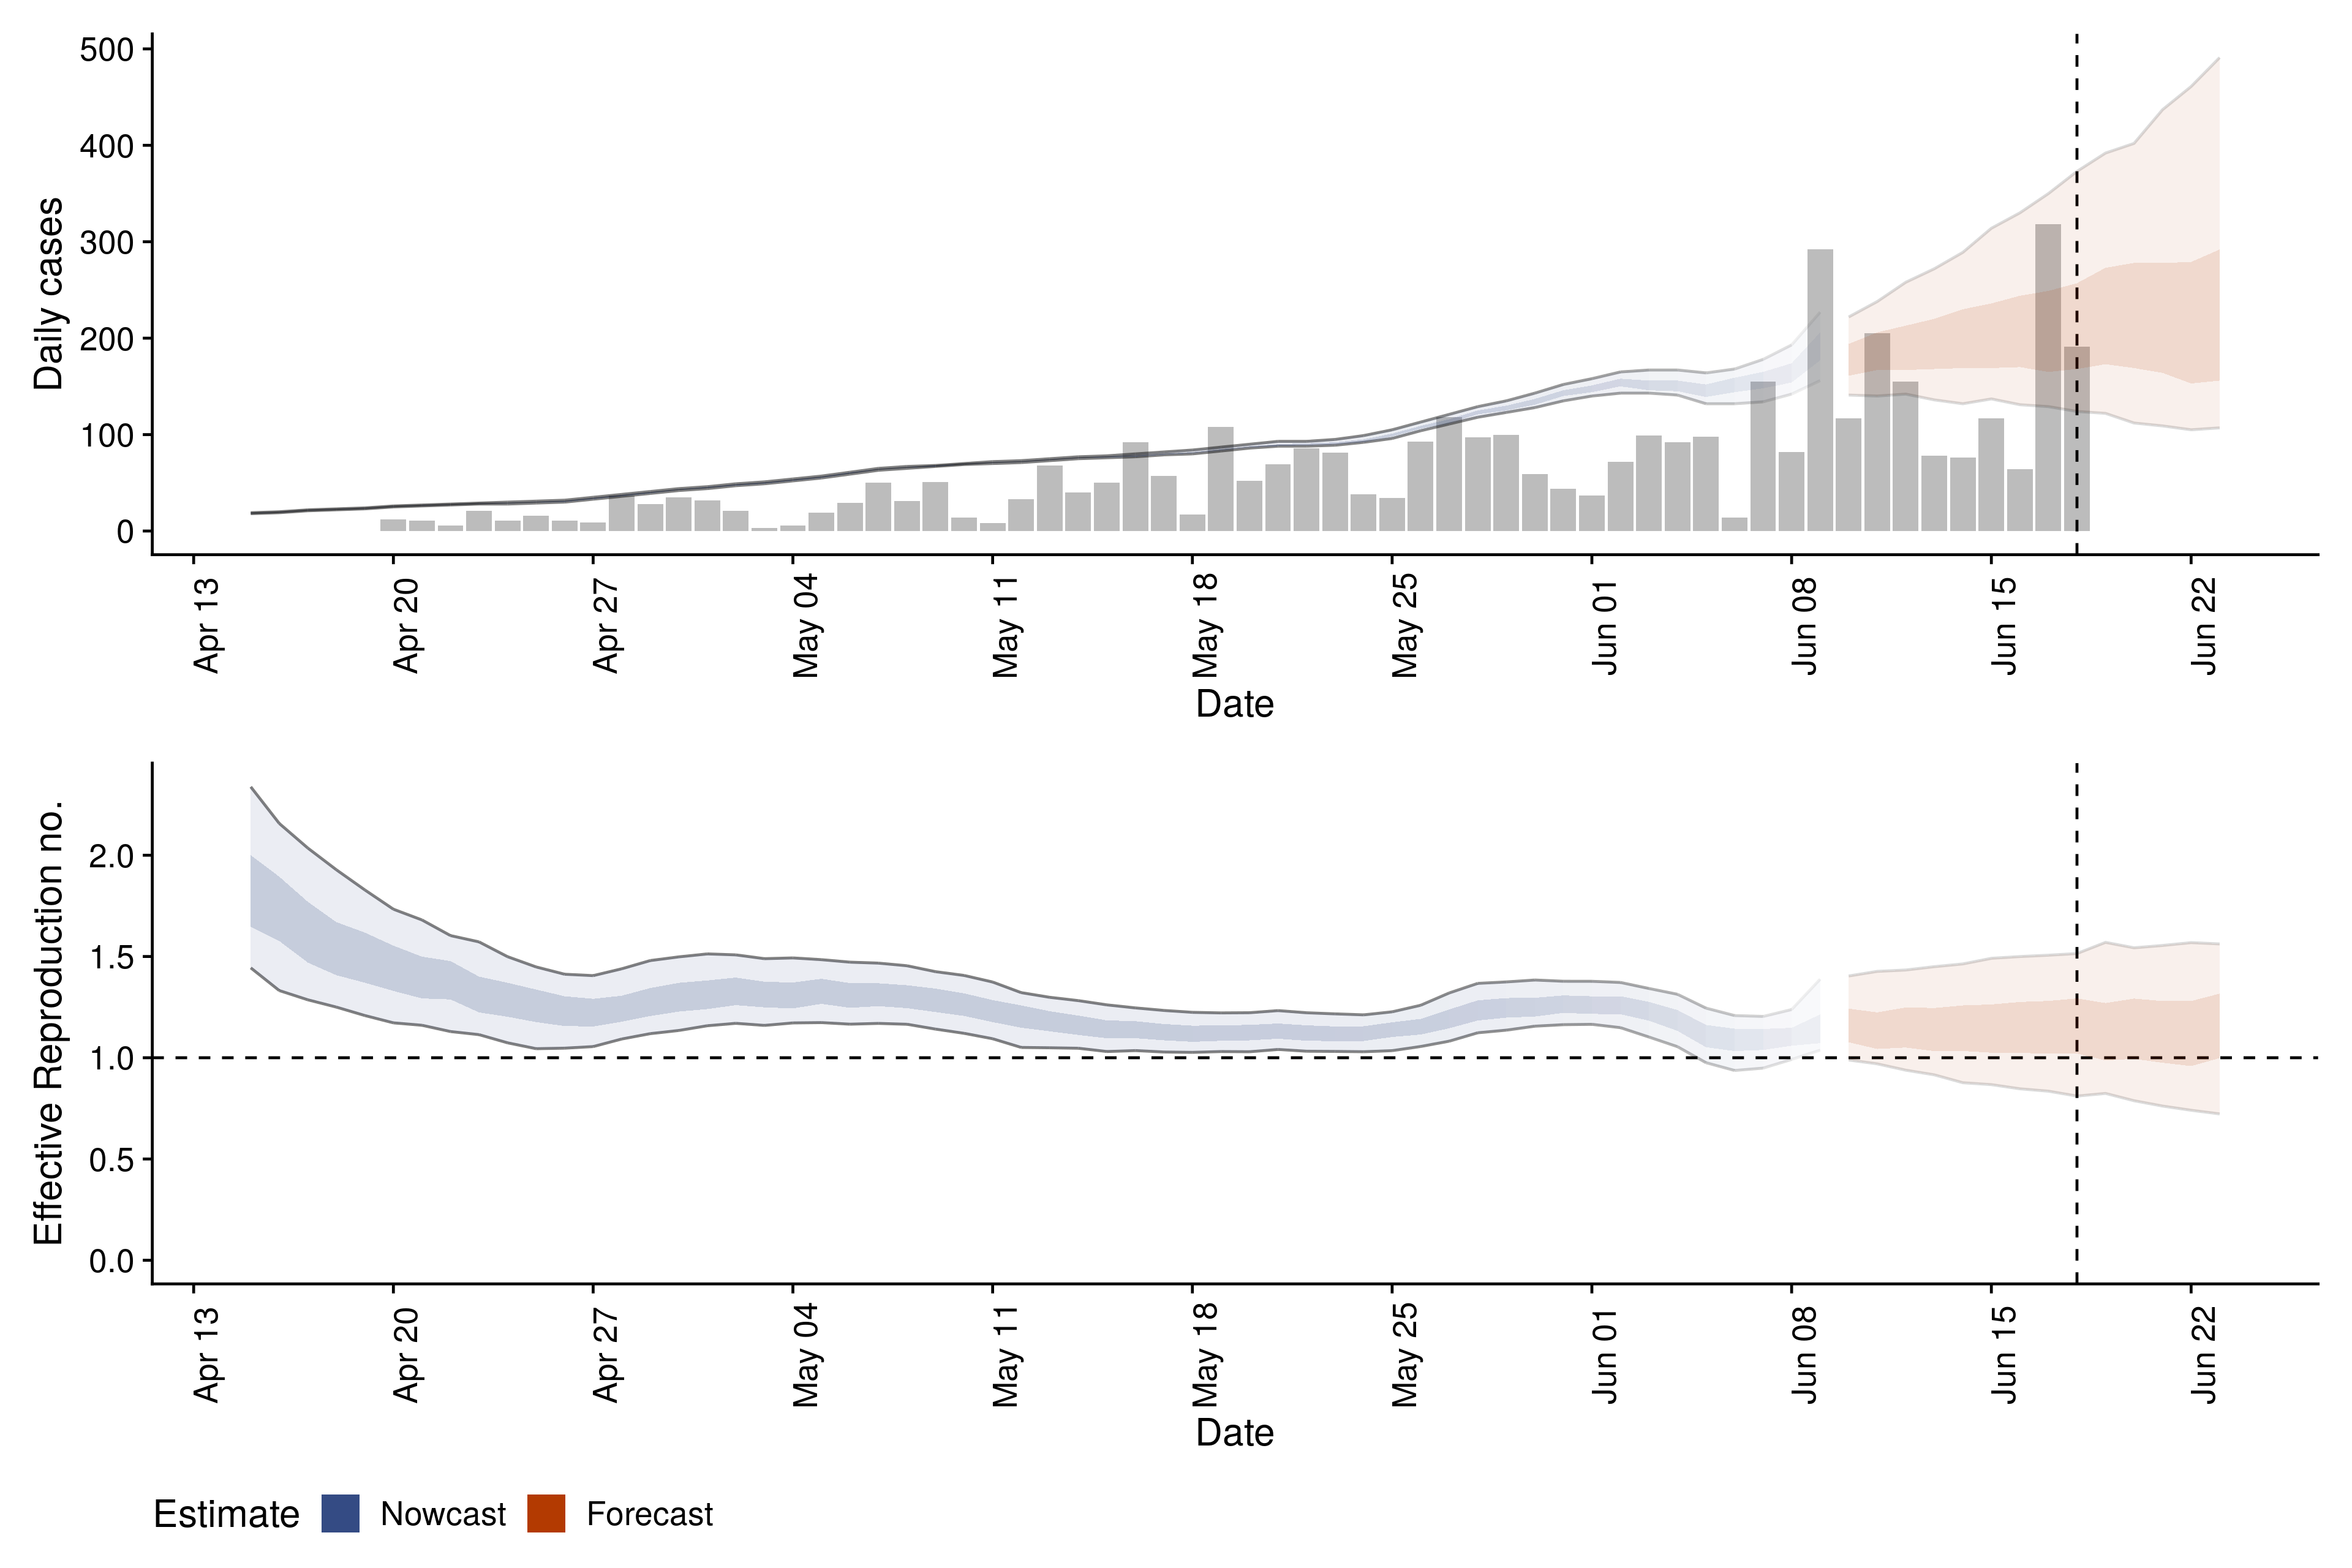 500
400
300
200
100
0
Daily cases
Apr 13
Apr 20
Apr 27
May 04
May 11
May 18
May 25
Jun 01
Jun 08
Jun 15
Jun 22
Date
2.0
1.5
1.0
0.5
0.0
Effective Reproduction no.
Apr 13
Apr 20
Apr 27
May 04
May 11
May 18
May 25
Jun 01
Jun 08
Jun 15
Jun 22
Date
Estimate Nowcast Forecast